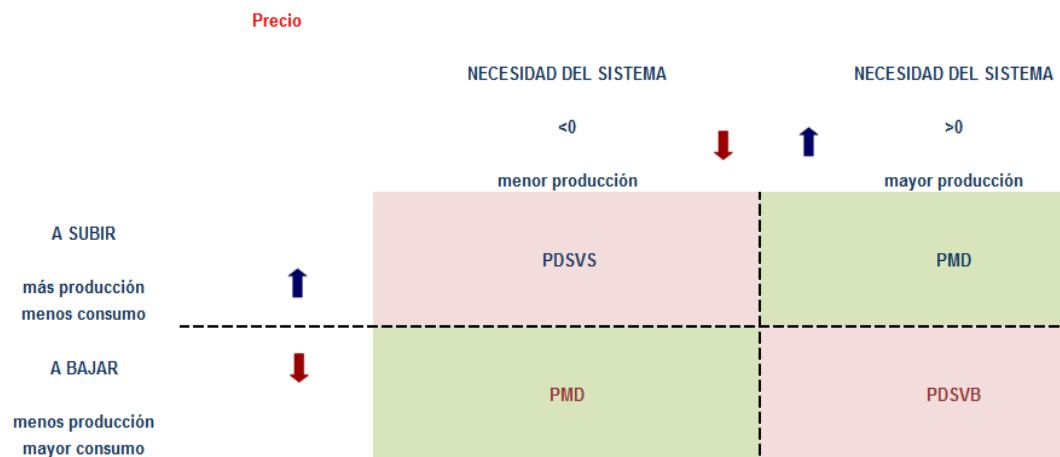 Precio
NECESIDAD DEL SISTEMA
NECESIDAD DEL SISTEMA
<0
>0
menor producción
mayor producción
A SUBIR
PDSVS
PMD
más producción
menos consumo
A BAJAR
PMD
PDSVB
menos producción
mayor consumo